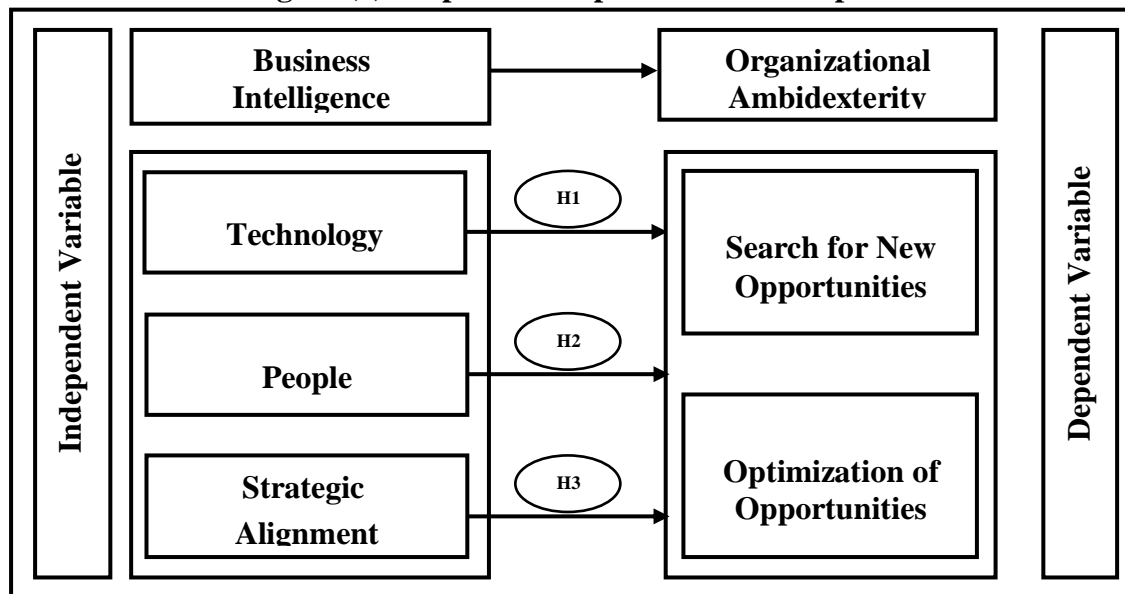 Independent Variable
Business
Intelligence
Organizational
Ambidexterity
Technology
H1
Search for New
Opportunities
People
H2
Strategic
Alignment
H3
Optimization of
Opportunities
Dependent Variable